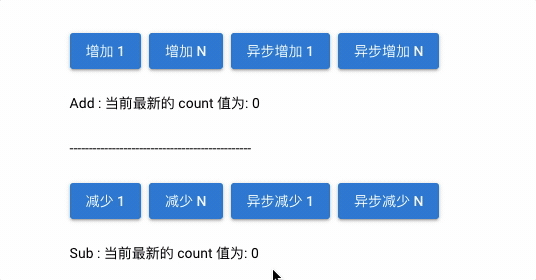 增加 1 增加 N 异步增加 1 异步增加 N
Add : 当前最新的 count 值为: 0
-----------------------------------------------
减少 1 减少 N 异步减少 1 异步减少 N
Sub : 当前最新的 count 值为: 0